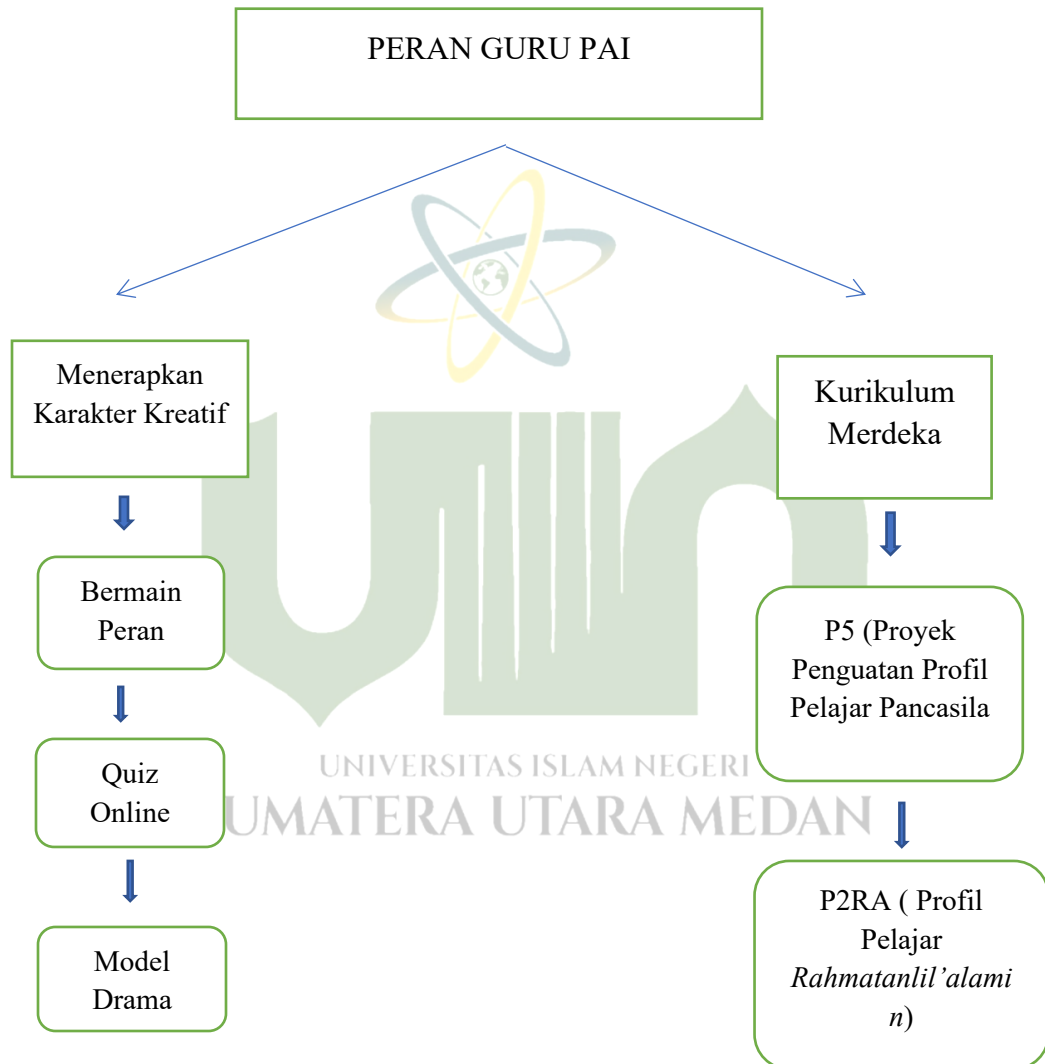 PERAN GURU PAI
Menerapkan
Karakter Kreatif
Kurikulum
Merdeka
Bermain
Peran
P5 (Proyek
Penguatan Profil
Pelajar Pancasila
Quiz
Online
UNIVERSITAS ISLAM NEGERI
UMATERA UTARA MEDAN
Model
Drama
P2RA ( Profil
Pelajar
Rahmatanlil’alami
n)